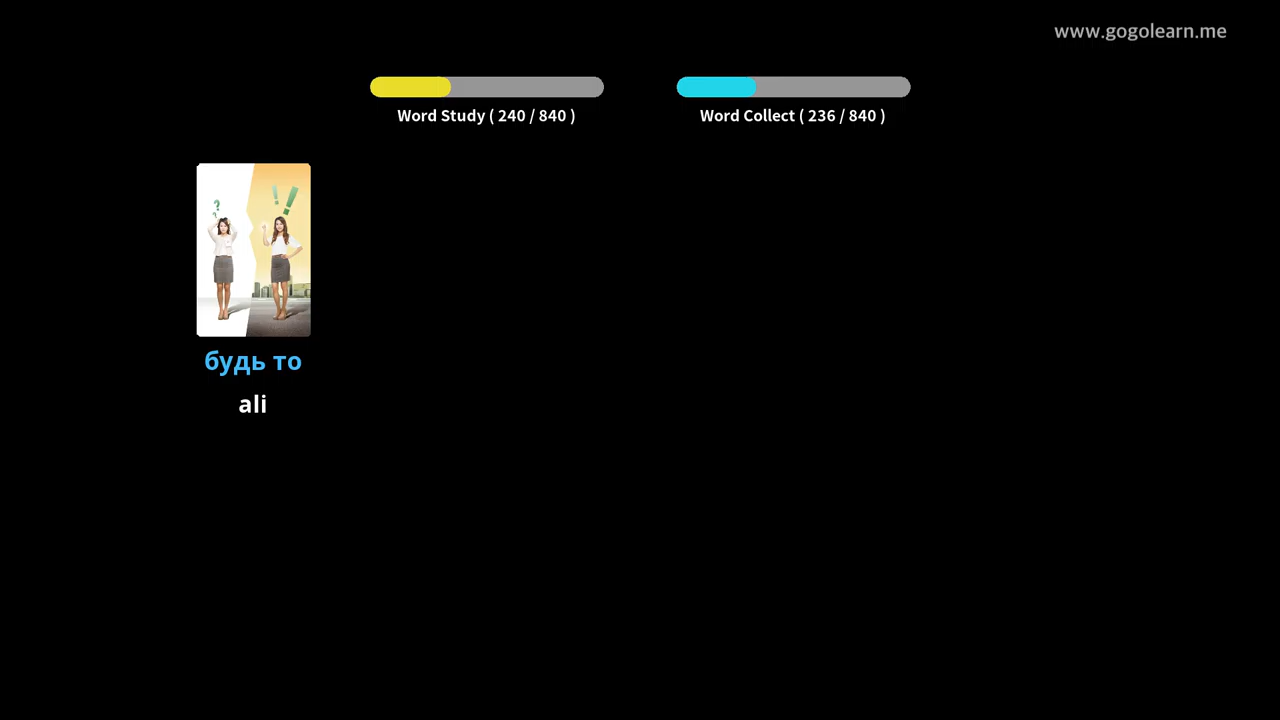 www.gogolearn.me
Word Study ( 240 / 840 )
Word Collect ( 236 / 840 )
? ?
! !
будь то
ali